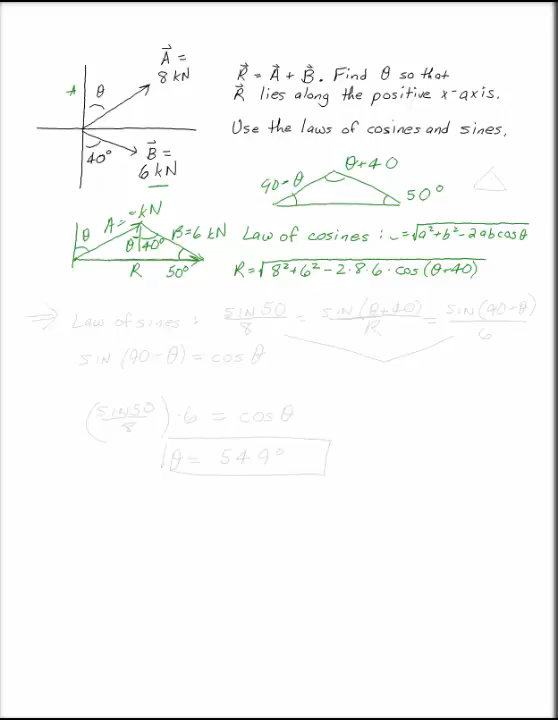 A⃗ =
8 kN
θ
R⃗ = A⃗ + B⃗. Find θ so that
R⃗ lies along the positive x-axis.
Use the laws of cosines and sines.
40°
B⃗ =
6 kN
θ+40
90-θ
50°
θ
A= kN
θ 40°
B=6 kN
R
50°
Law of cosines : c=√a²+b²-2abcosθ
R=√8²+6²-2·8·6·cos(θ+40)
⇒ Law of sines : sin50/8 = sin(θ+40)/R = sin(90-θ)/6
sin (90-θ) = cos θ
(sin50/8)·6 = cosθ
θ= 54.9°